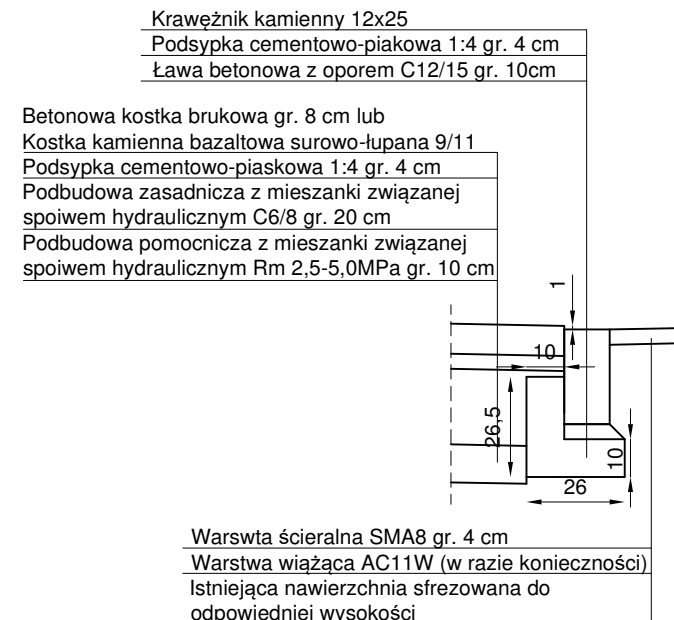 Krawężnik kamienny 12x25
Podsypka cementowo-piakowa 1:4 gr. 4 cm
Ława betonowa z oporem C12/15 gr. 10cm
Betonowa kostka brukowa gr. 8 cm lub
Kostka kamienna bazaltowa surowo-łupana 9/11
Podsypka cementowo-piaskowa 1:4 gr. 4 cm
Podbudowa zasadnicza z mieszanki związanej
spoiwem hydraulicznym C6/8 gr. 20 cm
Podbudowa pomocnicza z mieszanki związanej
spoiwem hydraulicznym Rm 2,5-5,0MPa gr. 10 cm
1
10
26,5
10
26
Warswta ścieralna SMA8 gr. 4 cm
Warstwa wiążąca AC11W (w razie konieczności)
Istniejąca nawierzchnia sfrezowana do
odpowiedniej wysokości